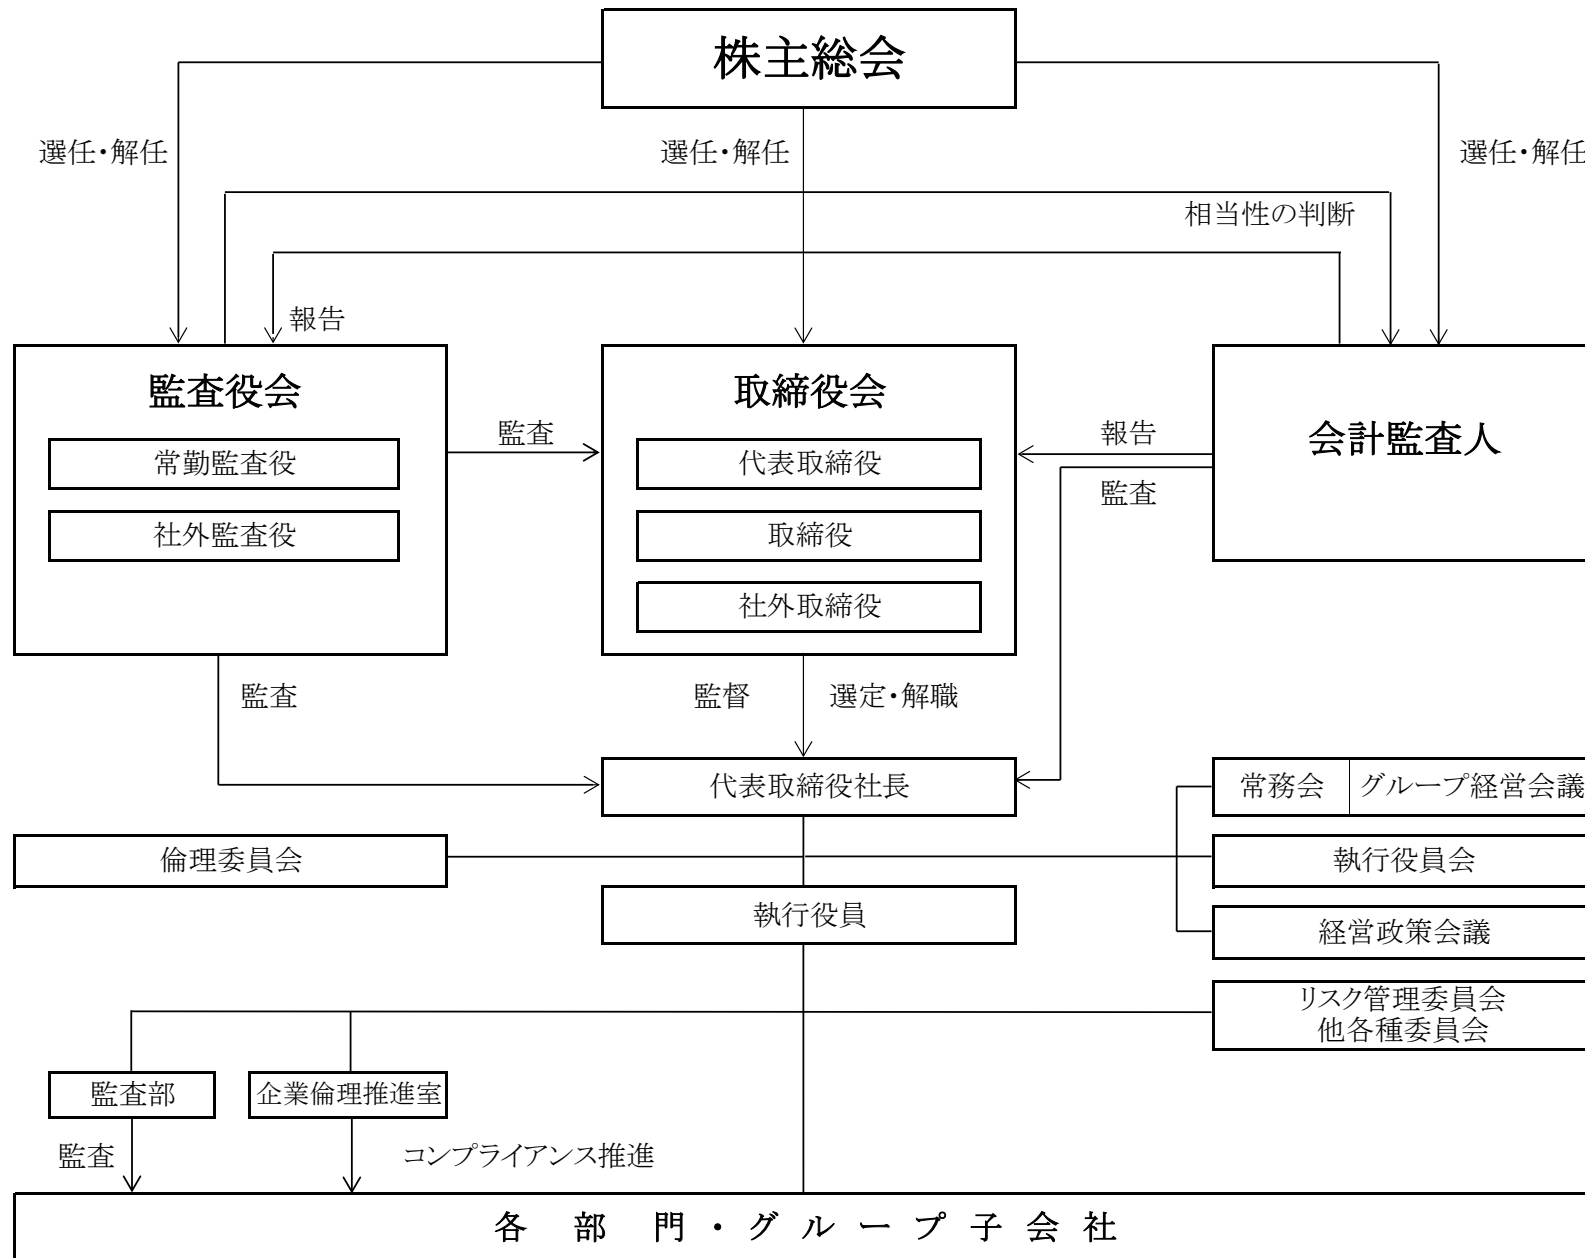 株主総会
選任・解任
選任・解任
選任・解任
相当性の判断
報告
監査役会
取締役会
会計監査人
常勤監査役
監査
代表取締役
報告
社外監査役
取締役
監査
社外取締役
監査
監督
選定・解職
代表取締役社長
常務会
グループ経営会議
倫理委員会
執行役員会
執行役員
経営政策会議
リスク管理委員会
他各種委員会
監査部
企業倫理推進室
監査
コンプライアンス推進
各部門・グループ子会社